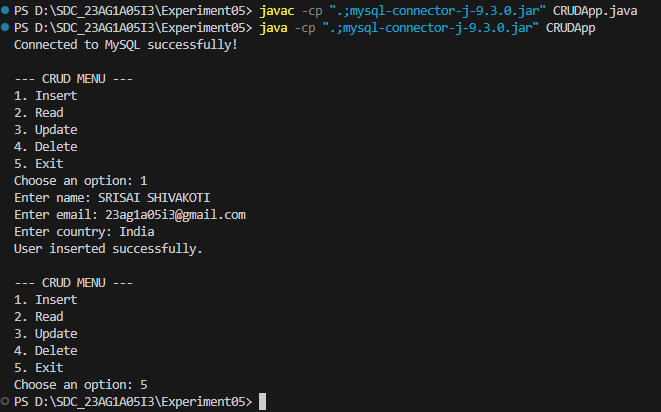 PS D:\SDC_23AG1A05I3\Experiment05> javac -cp ".;mysql-connector-j-9.3.0.jar" CRUDApp.java
PS D:\SDC_23AG1A05I3\Experiment05> java -cp ".;mysql-connector-j-9.3.0.jar" CRUDApp
Connected to MySQL successfully!

--- CRUD MENU ---
1. Insert
2. Read
3. Update
4. Delete
5. Exit
Choose an option: 1
Enter name: SRISAI SHIVAKOTI
Enter email: 23ag1a05i3@gmail.com
Enter country: India
User inserted successfully.

--- CRUD MENU ---
1. Insert
2. Read
3. Update
4. Delete
5. Exit
Choose an option: 5
PS D:\SDC_23AG1A05I3\Experiment05>